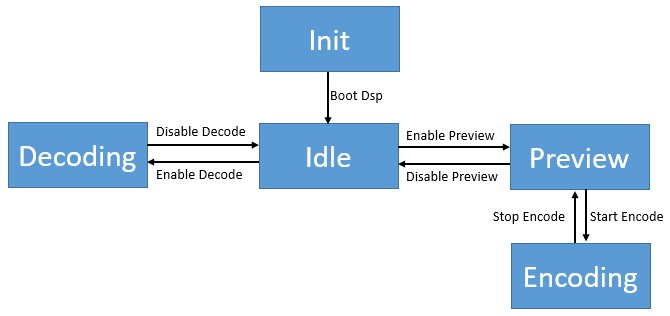 Init
Boot Dsp
Decoding
Disable Decode
Enable Decode
Idle
Enable Preview
Disable Preview
Preview
Stop Encode
Start Encode
Encoding